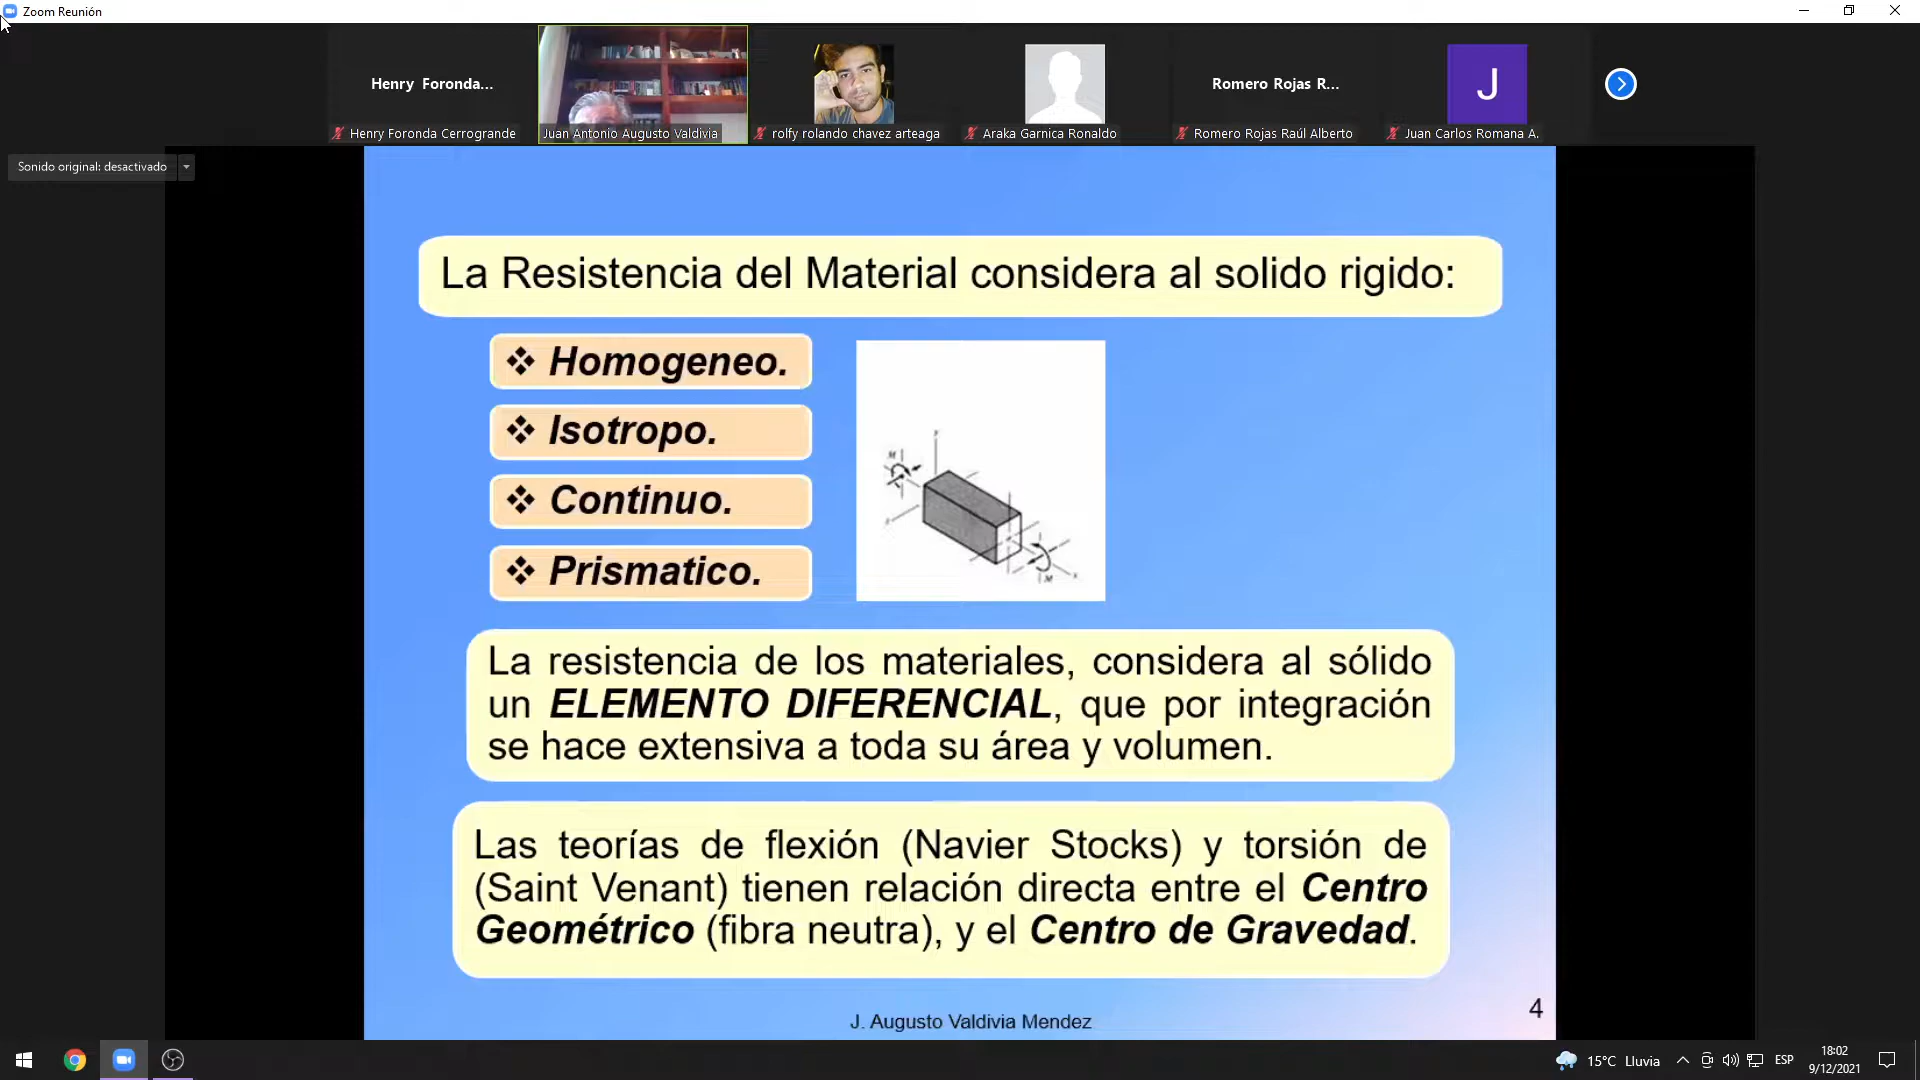 Zoom Reunión
Henry Foronda...
Romero Rojas R...
J
Henry Foronda Cerrogrande
Juan Antonio Augusto Valdivia
rolfy rolando chavez arteaga
Araka Garnica Ronaldo
Romero Rojas Raúl Alberto
Juan Carlos Romana A.
Sonido original: desactivado
La Resistencia del Material considera al solido rigido:
❖ Homogeneo.
❖ Isotropo.
❖ Continuo.
❖ Prismatico.
y
M
z
M
x
La resistencia de los materiales, considera al sólido
un ELEMENTO DIFERENCIAL, que por integración
se hace extensiva a toda su área y volumen.
Las teorías de flexión (Navier Stocks) y torsión de
(Saint Venant) tienen relación directa entre el Centro
Geométrico (fibra neutra), y el Centro de Gravedad.
J. Augusto Valdivia Mendez
4
15°C Lluvia
ESP
18:02
9/12/2021